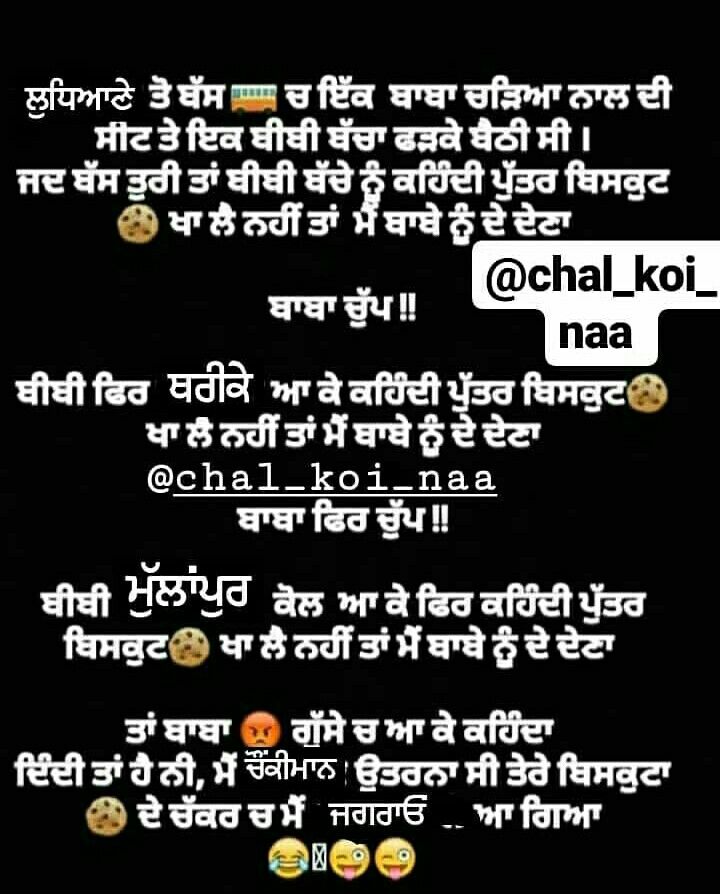 ਲੁਧਿਆਣੇ ਤੋ ਬੱਸ 🚌 ਚ ਇੱਕ ਬਾਬਾ ਚੜਿਆ ਨਾਲ ਦੀ
ਸੀਟ ਤੇ ਇਕ ਬੀਬੀ ਬੱਚਾ ਫੜਕੇ ਬੈਠੀ ਸੀ ।
ਜਦ ਬੱਸ ਤੁਰੀ ਤਾਂ ਬੀਬੀ ਬੱਚੇ ਨੂੰ ਕਹਿੰਦੀ ਪੁੱਤਰ ਬਿਸਕੁਟ
🍪 ਖਾ ਲੈ ਨਹੀਂ ਤਾਂ ਮੈਂ ਬਾਬੇ ਨੂੰ ਦੇ ਦੇਣਾ
@chal_koi_
naa
ਬਾਬਾ ਚੁੱਪ !!
ਬੀਬੀ ਫਿਰ ਥਰੀਕੇ ਆ ਕੇ ਕਹਿੰਦੀ ਪੁੱਤਰ ਬਿਸਕੁਟ🍪
ਖਾ ਲੈ ਨਹੀਂ ਤਾਂ ਮੈਂ ਬਾਬੇ ਨੂੰ ਦੇ ਦੇਣਾ
@chal_koi_naa
ਬਾਬਾ ਫਿਰ ਚੁੱਪ !!
ਬੀਬੀ ਮੁੱਲਾਂਪੁਰ ਕੋਲ ਆ ਕੇ ਫਿਰ ਕਹਿੰਦੀ ਪੁੱਤਰ
ਬਿਸਕੁਟ🍪 ਖਾ ਲੈ ਨਹੀਂ ਤਾਂ ਮੈਂ ਬਾਬੇ ਨੂੰ ਦੇ ਦੇਣਾ
ਤਾਂ ਬਾਬਾ 😡 ਗੁੱਸੇ ਚ ਆ ਕੇ ਕਹਿੰਦਾ
ਦਿੰਦੀ ਤਾਂ ਹੈ ਨੀ, ਮੈਂ ਚੌਂਕੀਮਾਨ ਉਤਰਨਾ ਸੀ ਤੇਰੇ ਬਿਸਕੁਟਾ
🍪 ਦੇ ਚੱਕਰ ਚ ਮੈਂ ਜਗਰਾਓਂ .. ਆ ਗਿਆ
😂😜😜